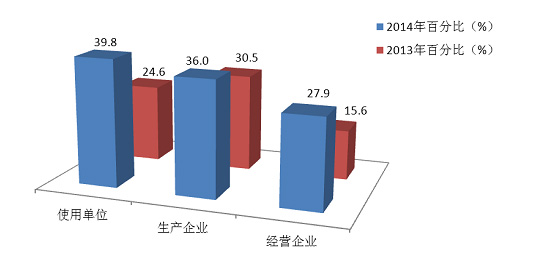 2014年百分比（%）
2013年百分比（%）
39.8
24.6
36.0
30.5
27.9
15.6
使用单位
生产企业
经营企业